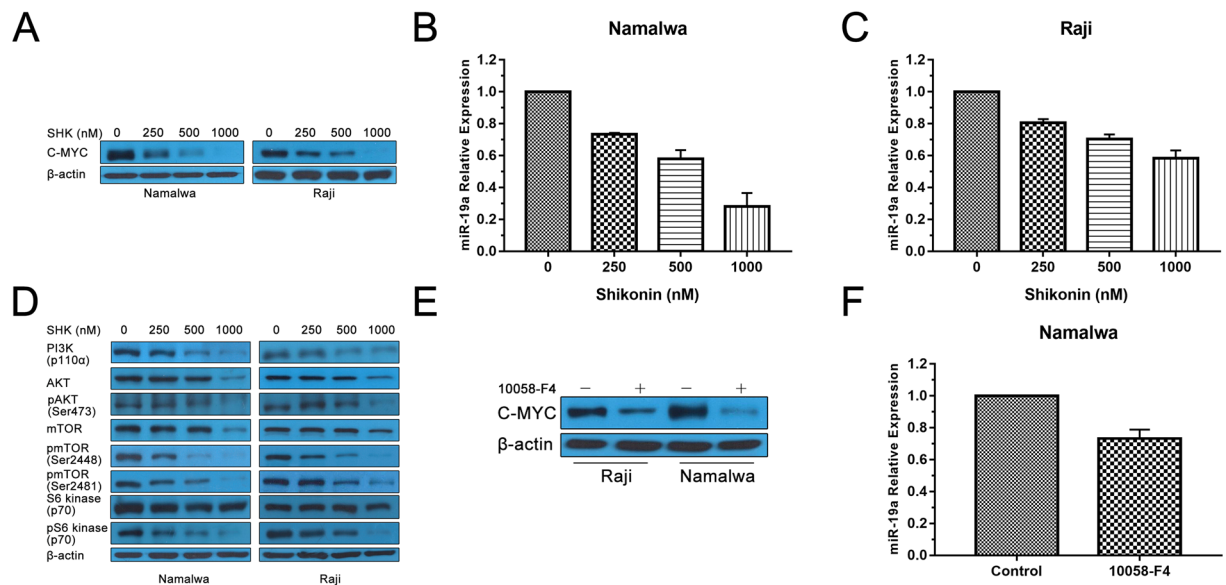 A
SHK (nM) 0 250 500 1000 0 250 500 1000
C-MYC
β-actin
Namalwa Raji
B
Namalwa
miR-19a Relative Expression
1.2
1.0
0.8
0.6
0.4
0.2
0.0
0 250 500 1000
Shikonin (nM)
C
Raji
miR-19a Relative Expression
1.2
1.0
0.8
0.6
0.4
0.2
0.0
0 250 500 1000
Shikonin (nM)
D
SHK (nM) 0 250 500 1000 0 250 500 1000
PI3K
(p110α)
AKT
pAKT
(Ser473)
mTOR
pmTOR
(Ser2448)
pmTOR
(Ser2481)
S6 kinase
(p70)
pS6 kinase
(p70)
β-actin
Namalwa Raji
E
10058-F4 − + − +
C-MYC
β-actin
Raji Namalwa
F
Namalwa
miR-19a Relative Expression
1.2
1.0
0.8
0.6
0.4
0.2
0.0
Control 10058-F4